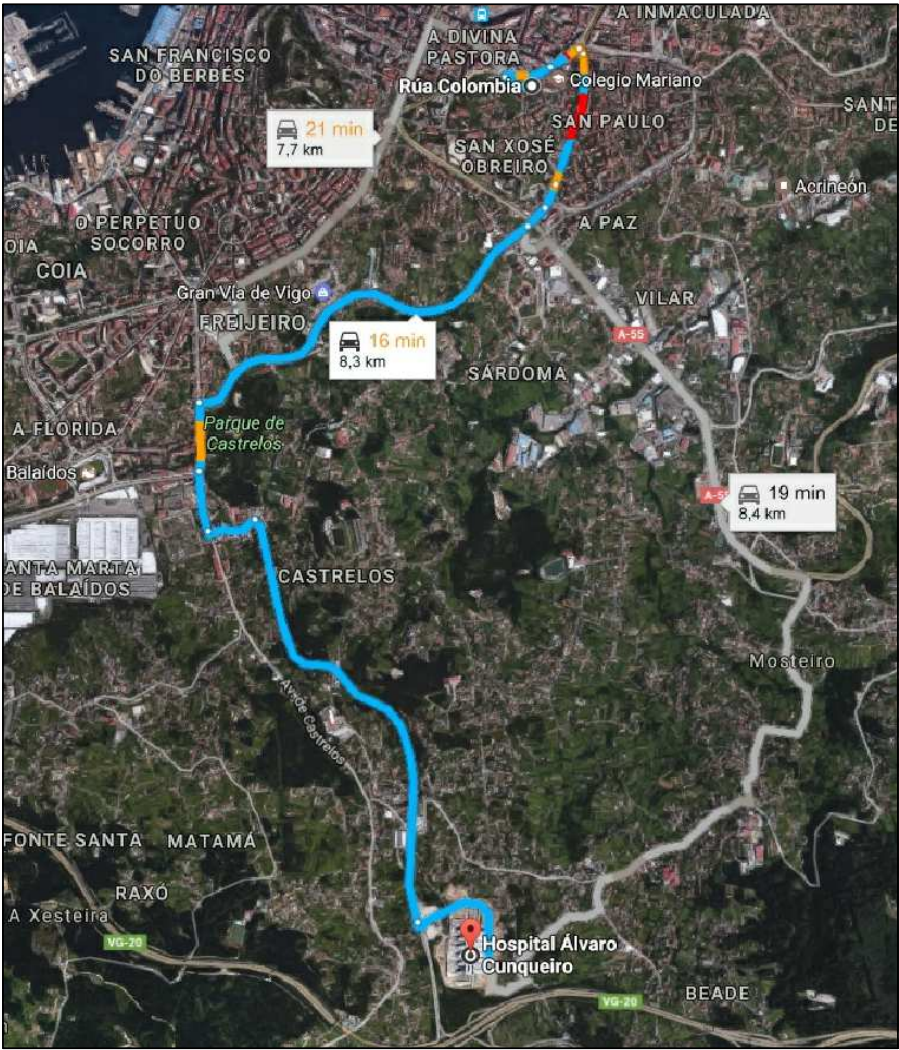 A INMACULADA
A DIVINA
PASTORA
SAN FRANCISCO
DO BERBÉS
Rúa Colombia
Colegio Mariano
SANT
DE
SAN PAULO
21 min
7,7 km
SAN XOSÉ
OBREIRO
Acrineón
O PERPETUO
SOCORRO
OIA
COIA
A PAZ
Gran Vía de Vigo
FREIJEIRO
VILAR
A-55
16 min
8,3 km
SÁRDOMA
A FLORIDA
Parque de
Castrelos
Balaídos
A-55
19 min
8,4 km
ANTA MARTA
DE BALAÍDOS
CASTRELOS
Mosteiro
Av. de Castrelos
FONTE SANTA
MATAMÁ
RAXÓ
A Xesteira
VG-20
Hospital Álvaro
Cunqueiro
BEADE
VG-20